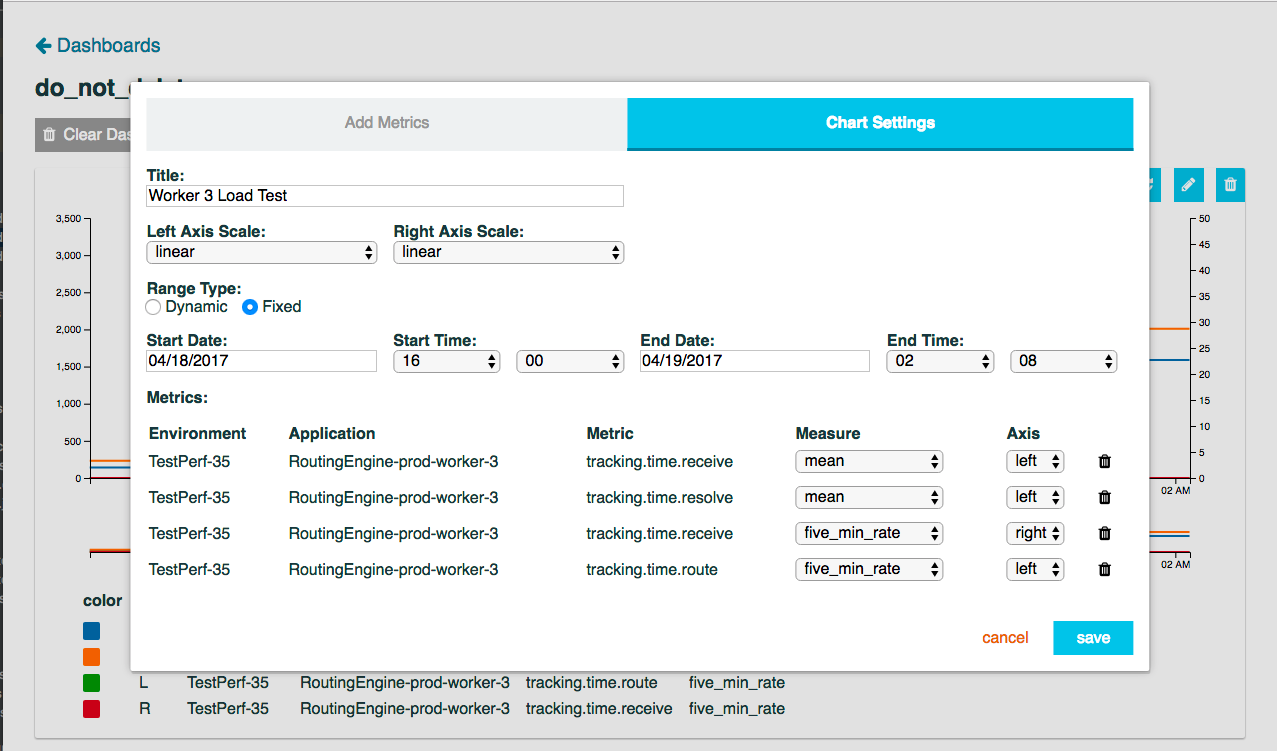 Dashboards
do_not_
Clear Das
Add Metrics
Chart Settings
Title:
Worker 3 Load Test
Left Axis Scale: Right Axis Scale:
linear linear
Range Type:
Dynamic Fixed
Start Date: Start Time: End Date: End Time:
04/18/2017 16 00 04/19/2017 02 08
Metrics:
Environment Application Metric Measure Axis
TestPerf-35 RoutingEngine-prod-worker-3 tracking.time.receive mean left
TestPerf-35 RoutingEngine-prod-worker-3 tracking.time.resolve mean left
TestPerf-35 RoutingEngine-prod-worker-3 tracking.time.receive five_min_rate right
TestPerf-35 RoutingEngine-prod-worker-3 tracking.time.route five_min_rate left
cancel save
3,500
3,000
2,500
2,000
1,500
1,000
500
0
50
45
40
35
30
25
20
15
10
5
0
02 AM
02 AM
color
L TestPerf-35 RoutingEngine-prod-worker-3 tracking.time.route five_min_rate
R TestPerf-35 RoutingEngine-prod-worker-3 tracking.time.receive five_min_rate